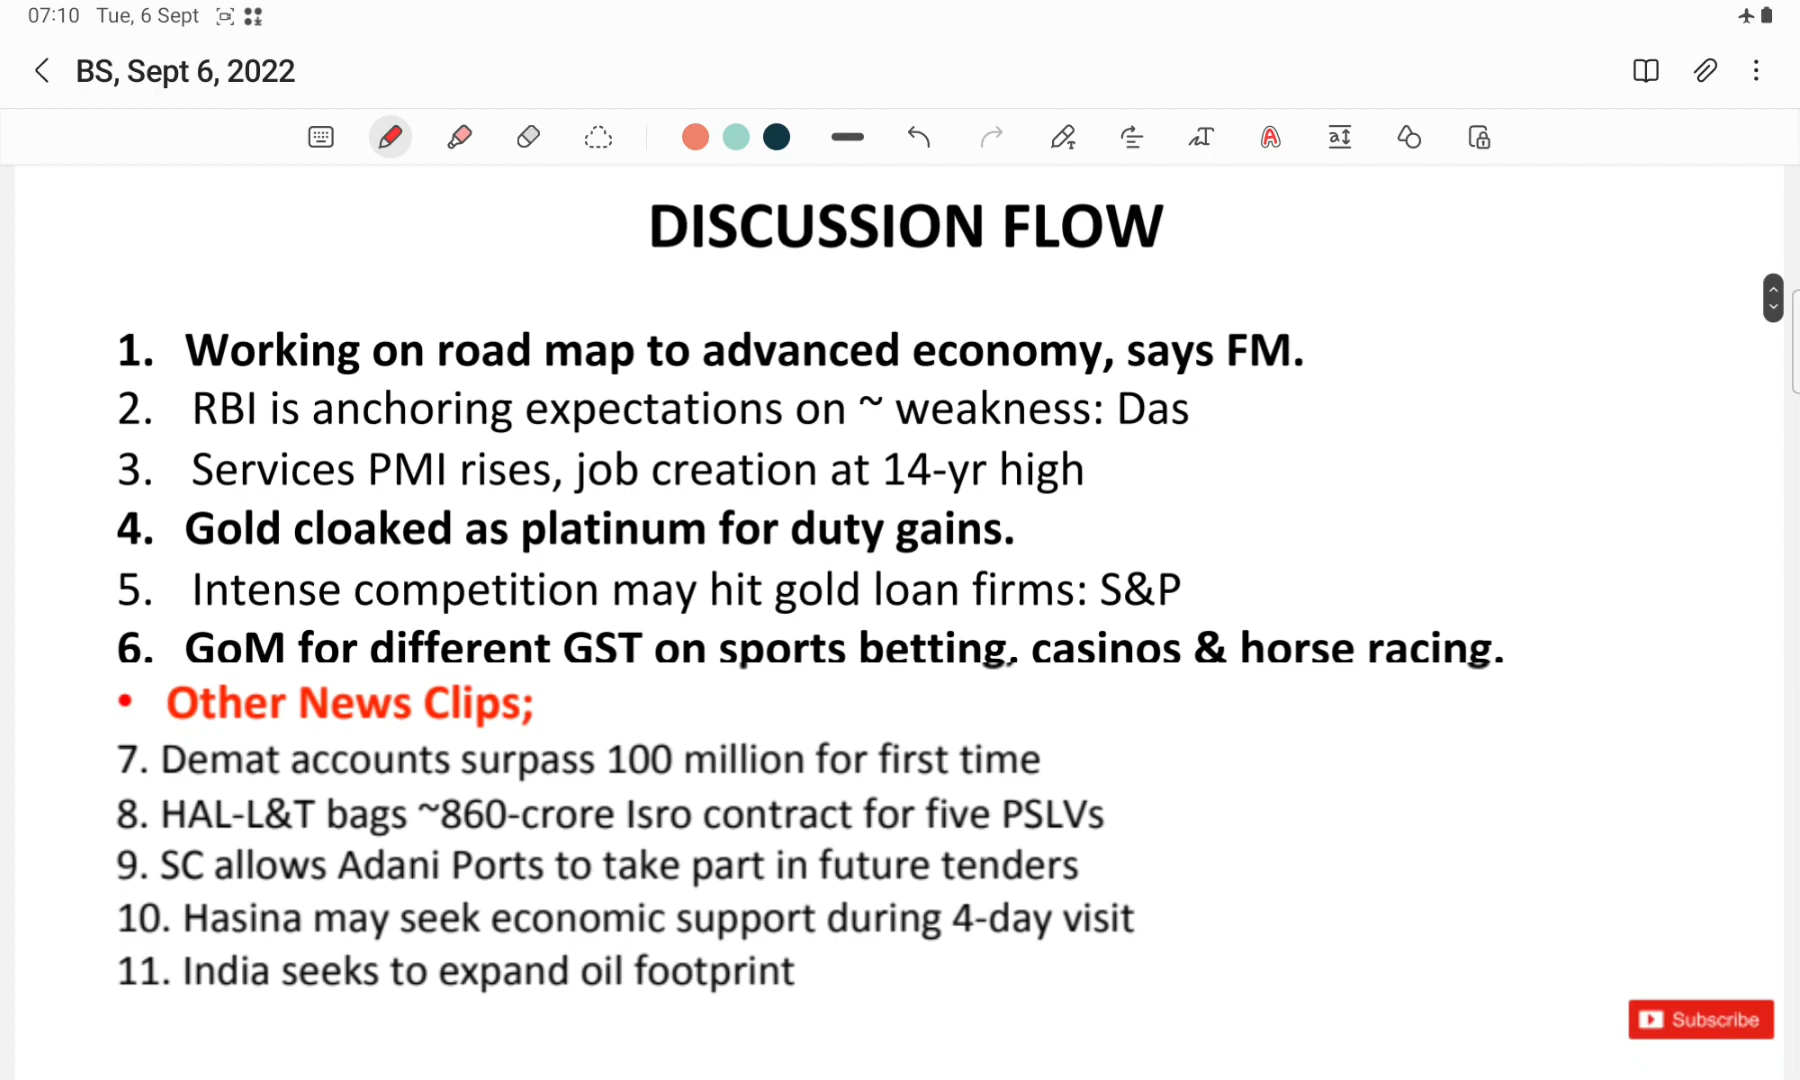 07:10 Tue, 6 Sept
BS, Sept 6, 2022
DISCUSSION FLOW
1. Working on road map to advanced economy, says FM.
2. RBI is anchoring expectations on ~ weakness: Das
3. Services PMI rises, job creation at 14-yr high
4. Gold cloaked as platinum for duty gains.
5. Intense competition may hit gold loan firms: S&P
6. GoM for different GST on sports betting, casinos & horse racing.
• Other News Clips;
7. Demat accounts surpass 100 million for first time
8. HAL-L&T bags ~860-crore Isro contract for five PSLVs
9. SC allows Adani Ports to take part in future tenders
10. Hasina may seek economic support during 4-day visit
11. India seeks to expand oil footprint
Subscribe